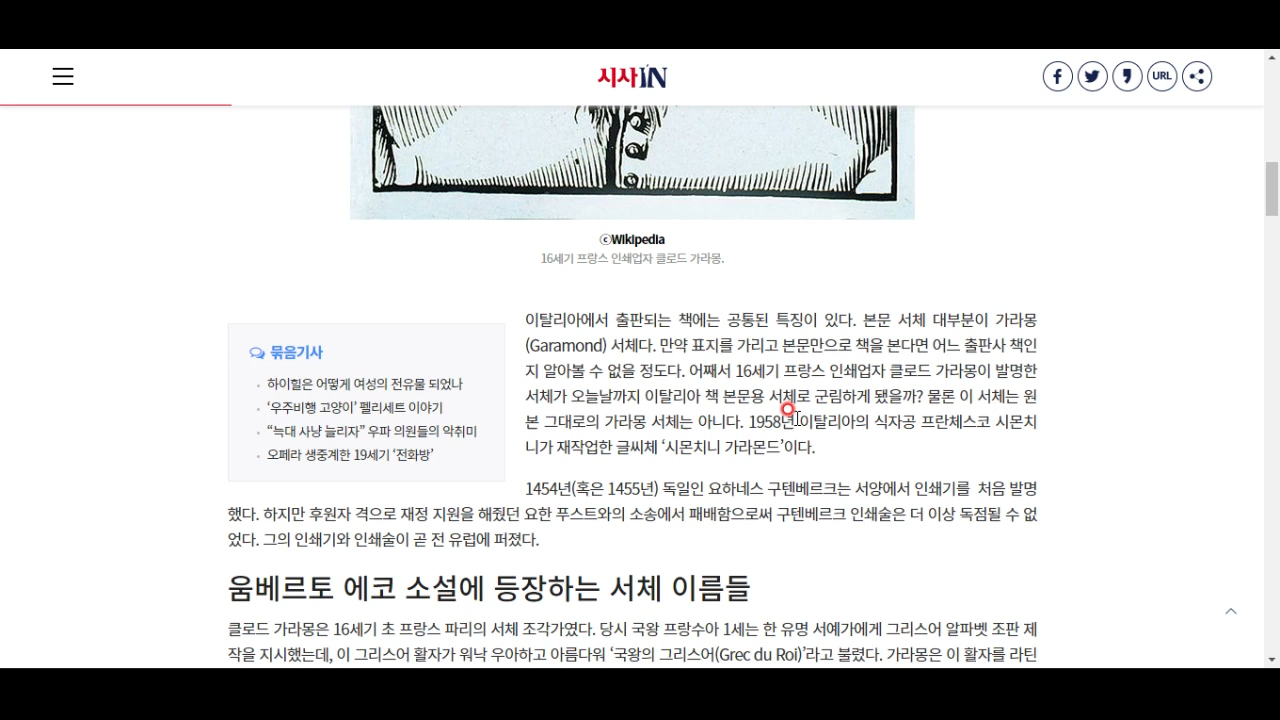 시사IN
URL
ⓒWikipedia
16세기 프랑스 인쇄업자 클로드 가라몽.
묶음기사
하이힐은 어떻게 여성의 전유물 되었나
‘우주비행 고양이’ 펠리세트 이야기
“늑대 사냥 늘리자” 우파 의원들의 악취미
오페라 생중계한 19세기 ‘전화방’
이탈리아에서 출판되는 책에는 공통된 특징이 있다. 본문 서체 대부분이 가라몽
(Garamond) 서체다. 만약 표지를 가리고 본문만으로 책을 본다면 어느 출판사 책인
지 알아볼 수 없을 정도다. 어째서 16세기 프랑스 인쇄업자 클로드 가라몽이 발명한
서체가 오늘날까지 이탈리아 책 본문용 서체로 군림하게 됐을까? 물론 이 서체는 원
본 그대로의 가라몽 서체는 아니다. 1958년 이탈리아의 식자공 프란체스코 시몬치
니가 재작업한 글씨체 ‘시몬치니 가라몬드’이다.
1454년(혹은 1455년) 독일인 요하네스 구텐베르크는 서양에서 인쇄기를 처음 발명
했다. 하지만 후원자 격으로 재정 지원을 해줬던 요한 푸스트와의 소송에서 패배함으로써 구텐베르크 인쇄술은 더 이상 독점될 수 없
었다. 그의 인쇄기와 인쇄술이 곧 전 유럽에 퍼졌다.
움베르토 에코 소설에 등장하는 서체 이름들
클로드 가라몽은 16세기 초 프랑스 파리의 서체 조각가였다. 당시 국왕 프랑수아 1세는 한 유명 서예가에게 그리스어 알파벳 조판 제
작을 지시했는데, 이 그리스어 활자가 워낙 우아하고 아름다워 ‘국왕의 그리스어(Grec du Roi)’라고 불렸다. 가라몽은 이 활자를 라틴